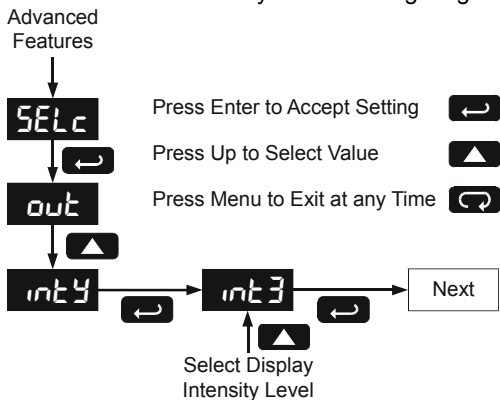 Advanced
Features
SELc
Press Enter to Accept Setting
Press Up to Select Value
out
Press Menu to Exit at any Time
intY
int3
Next
Select Display
Intensity Level